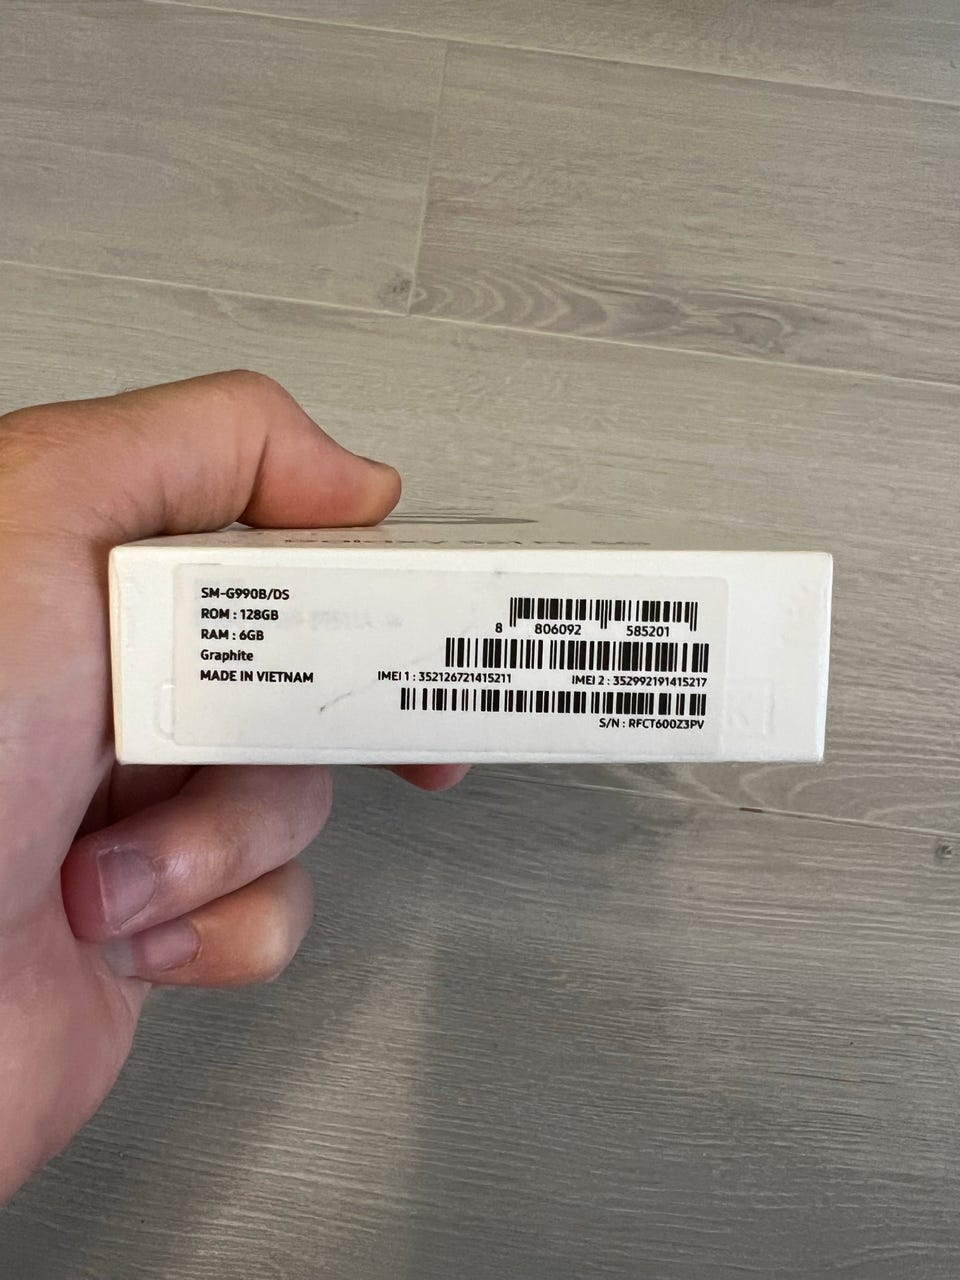 SM-G990B/DS
ROM : 128GB
RAM : 6GB
Graphite
MADE IN VIETNAM
8 806092 585201
IMEI 1 : 352126721415211 IMEI 2 : 352992191415217
S/N : RFCT600Z3PV